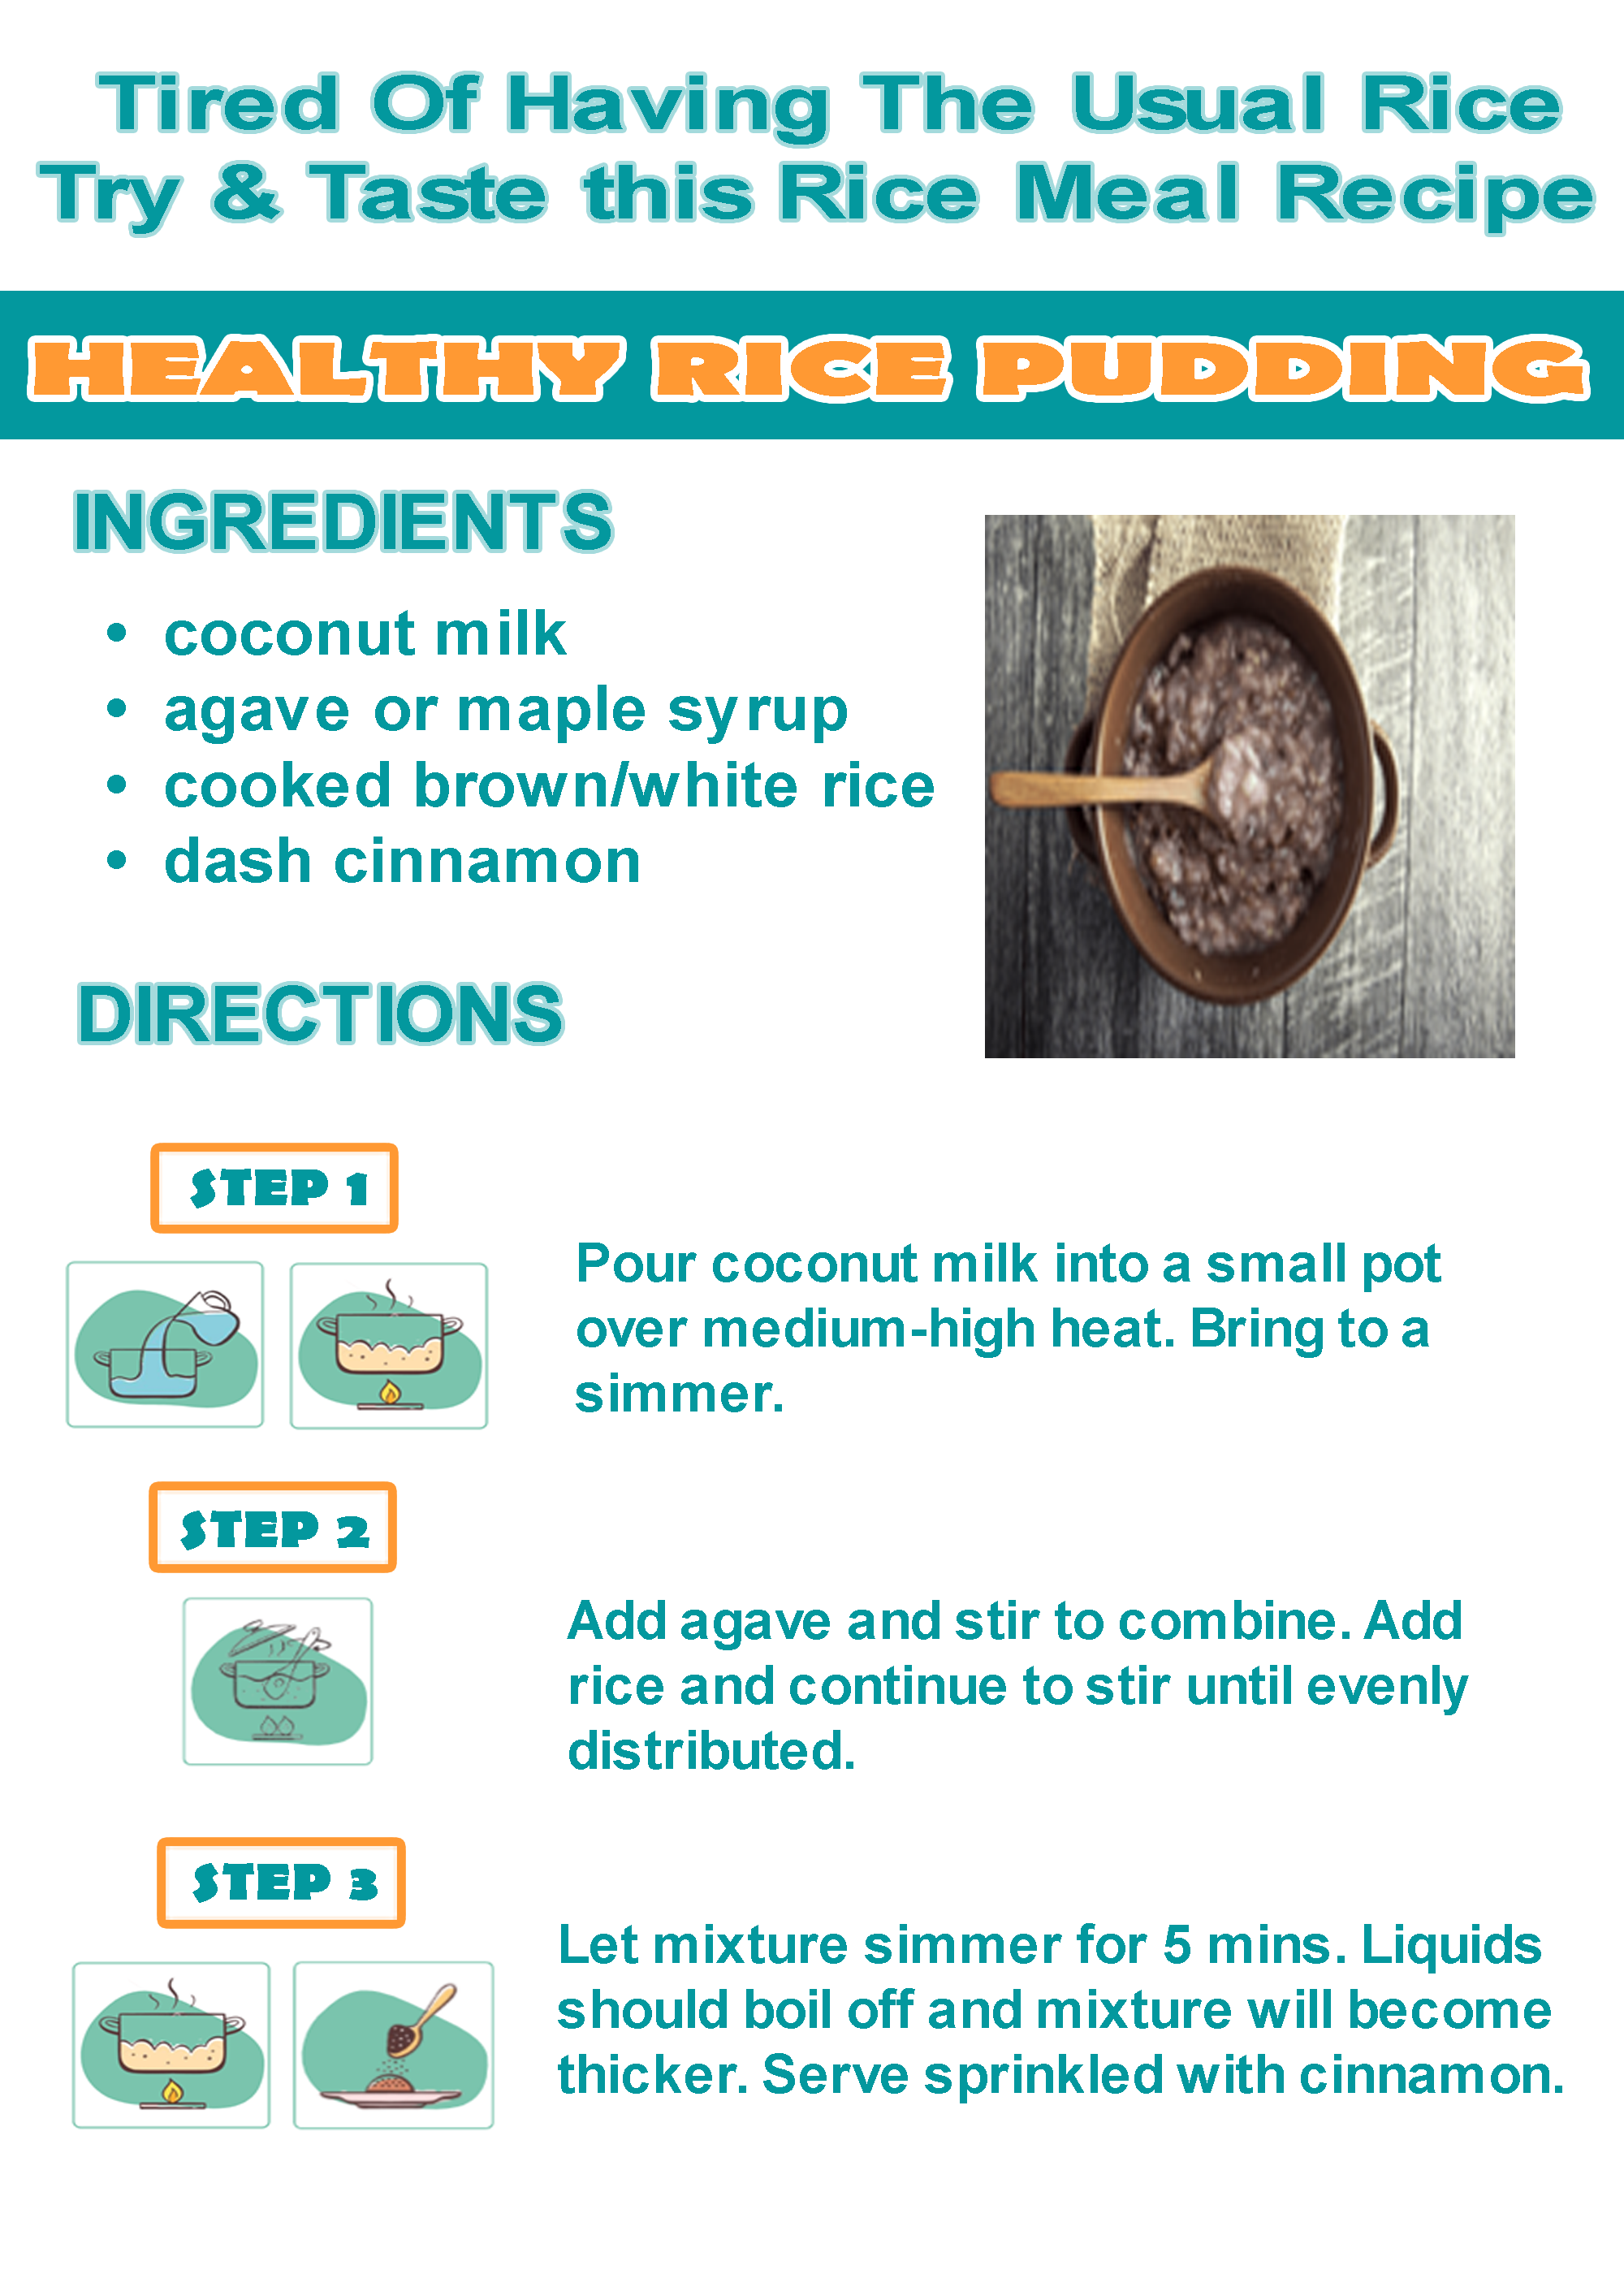 Tired Of Having The Usual Rice
Try & Taste this Rice Meal Recipe
HEALTHY RICE PUDDING
INGREDIENTS
• coconut milk
• agave or maple syrup
• cooked brown/white rice
• dash cinnamon
DIRECTIONS
STEP 1
Pour coconut milk into a small pot
over medium-high heat. Bring to a
simmer.
STEP 2
Add agave and stir to combine. Add
rice and continue to stir until evenly
distributed.
STEP 3
Let mixture simmer for 5 mins. Liquids
should boil off and mixture will become
thicker. Serve sprinkled with cinnamon.